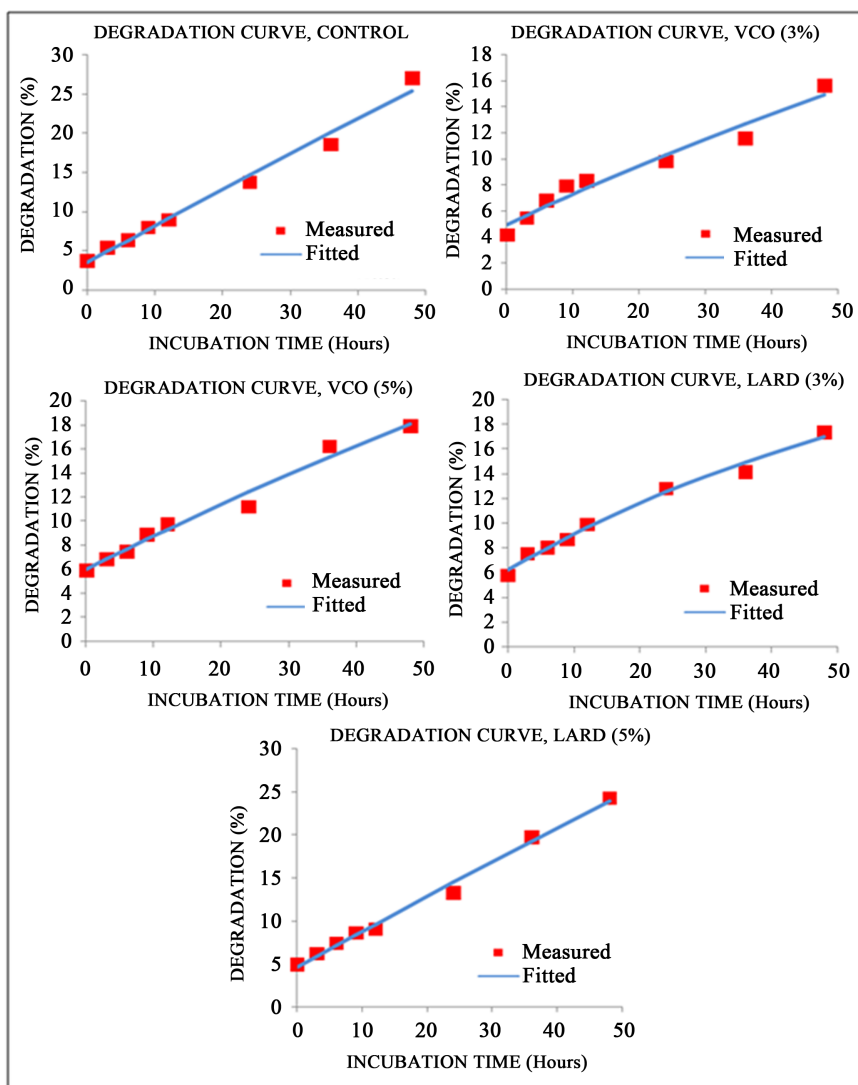 DEGRADATION CURVE, CONTROL
30
25
20
15
10
5
0
DEGRADATION (%)
Measured
Fitted
0 10 20 30 40 50
INCUBATION TIME (Hours)
DEGRADATION CURVE, VCO (3%)
18
16
14
12
10
8
6
4
2
0
DEGRADATION (%)
Measured
Fitted
0 10 20 30 40 50
INCUBATION TIME (Hours)
DEGRADATION CURVE, VCO (5%)
20
18
16
14
12
10
8
6
4
2
0
DEGRADATION (%)
Measured
Fitted
0 10 20 30 40 50
INCUBATION TIME (Hours)
DEGRADATION CURVE, LARD (3%)
20
18
16
14
12
10
8
6
4
2
0
DEGRADATION (%)
Measured
Fitted
0 10 20 30 40 50
INCUBATION TIME (Hours)
DEGRADATION CURVE, LARD (5%)
30
25
20
15
10
5
0
DEGRADATION (%)
Measured
Fitted
0 10 20 30 40 50
INCUBATION TIME (Hours)